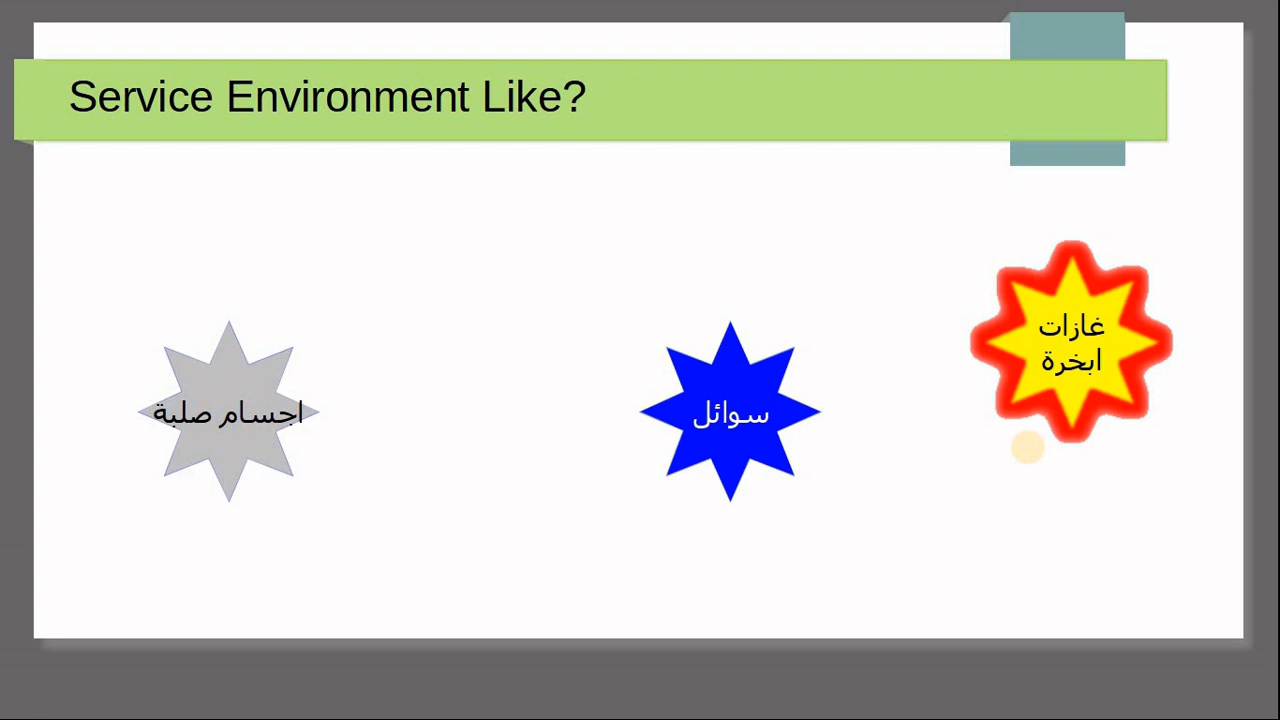 Service Environment Like?
غازات
ابخرة
سوائل
اجسام صلبة